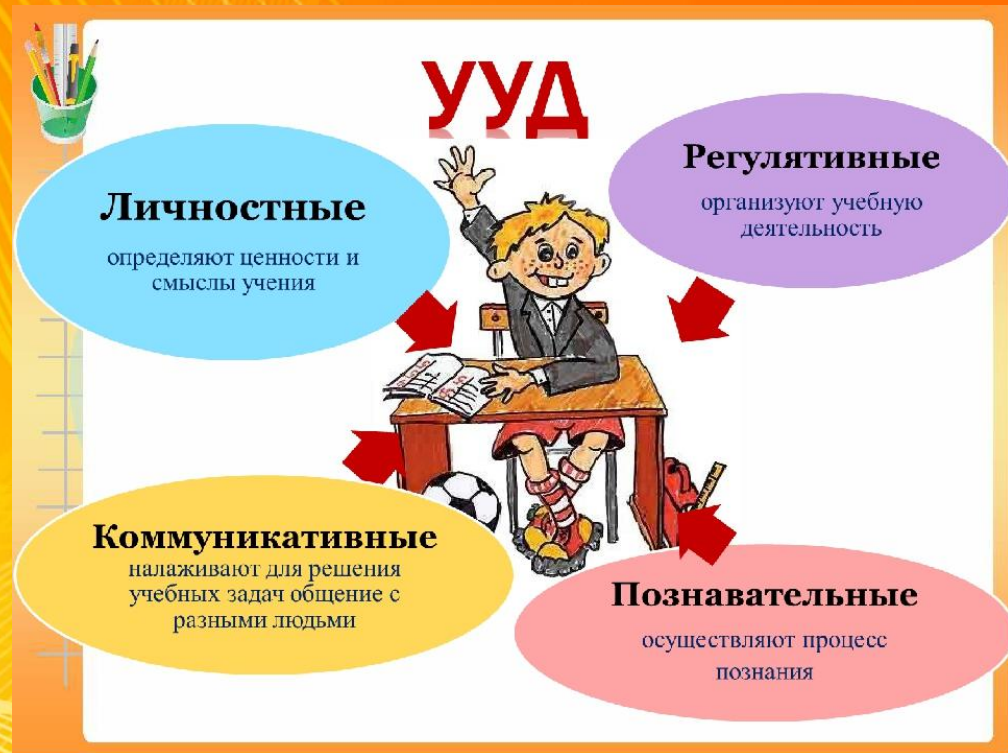 УУД
Личностные
определяют ценности и
смыслы учения
Регулятивные
организуют учебную
деятельность
Коммуникативные
налаживают для решения
учебных задач общение с
разными людьми
Познавательные
осуществляют процесс
познания